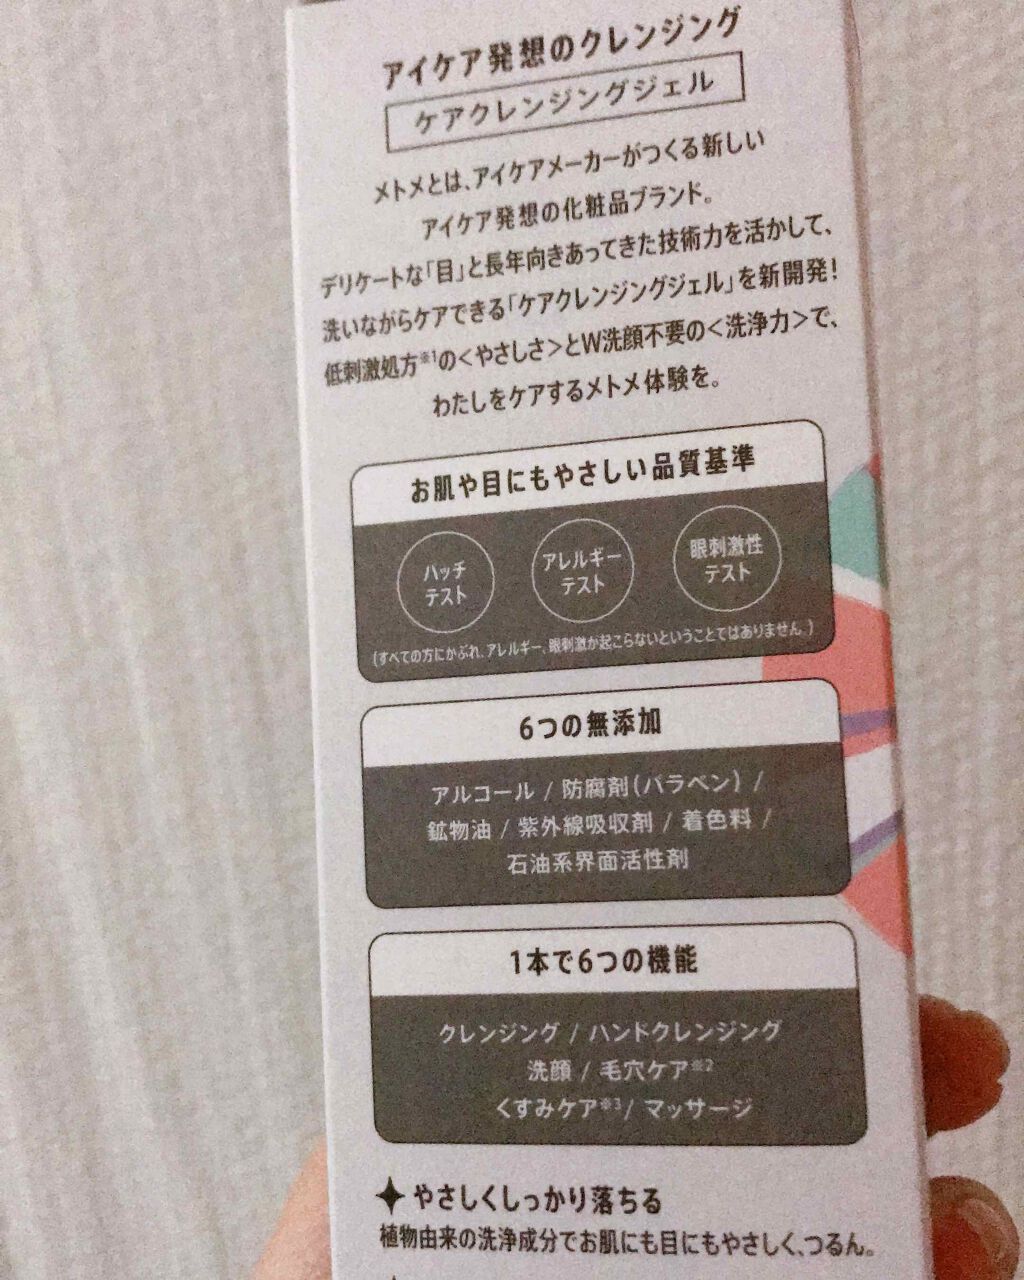 アイケア発想のクレンジング
ケアクレンジングジェル
メトメとは、アイケアメーカーがつくる新しい
アイケア発想の化粧品ブランド。
デリケートな「目」と長年向きあってきた技術力を活かして、
洗いながらケアできる「ケアクレンジングジェル」を新開発!
低刺激処方※1の<やさしさ>とW洗顔不要の<洗浄力>で、
わたしをケアするメトメ体験を。
お肌や目にもやさしい品質基準
パッチ
テスト
アレルギー
テスト
眼刺激性
テスト
(すべての方にかぶれ、アレルギー、眼刺激が起こらないということではありません。)
6つの無添加
アルコール / 防腐剤(パラベン) /
鉱物油 / 紫外線吸収剤 / 着色料 /
石油系界面活性剤
1本で6つの機能
クレンジング / ハンドクレンジング
洗顔 / 毛穴ケア※2
くすみケア※3/ マッサージ
やさしくしっかり落ちる
植物由来の洗浄成分でお肌にも目にもやさしく、つるん。